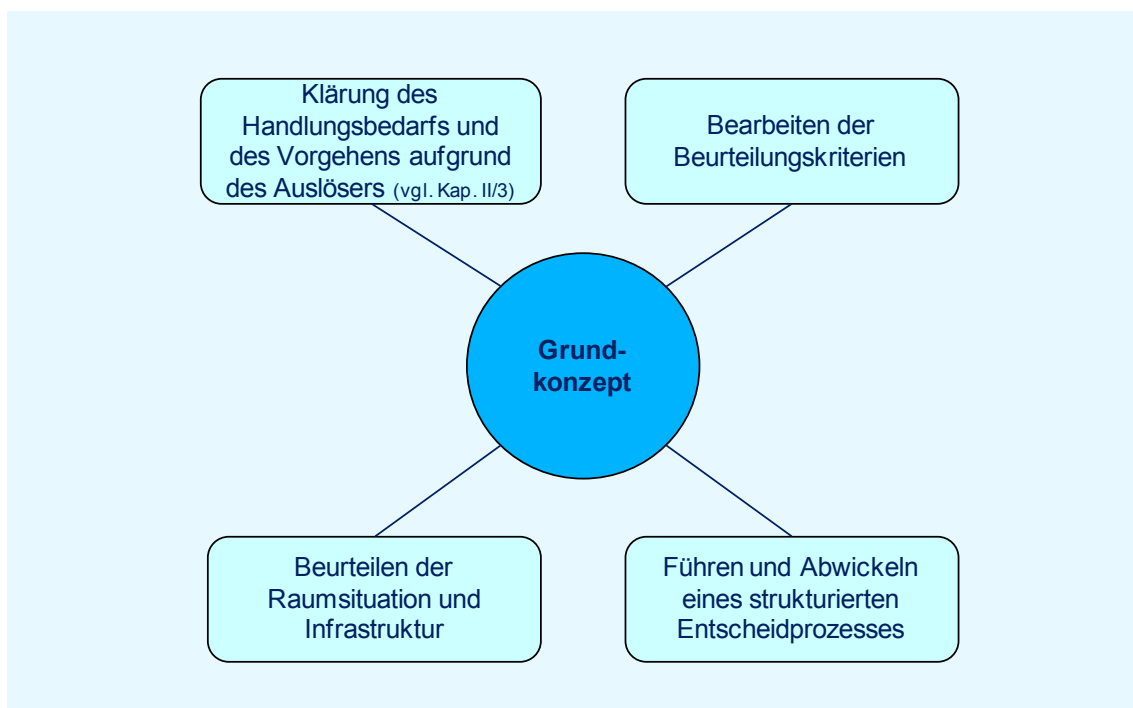 Klärung des
Handlungsbedarfs und
des Vorgehens aufgrund
des Auslösers (vgl. Kap. II/3)
Bearbeiten der
Beurteilungskriterien
Grund-
konzept
Beurteilen der
Raumsituation und
Infrastruktur
Führen und Abwickeln
eines strukturierten
Entscheidprozesses